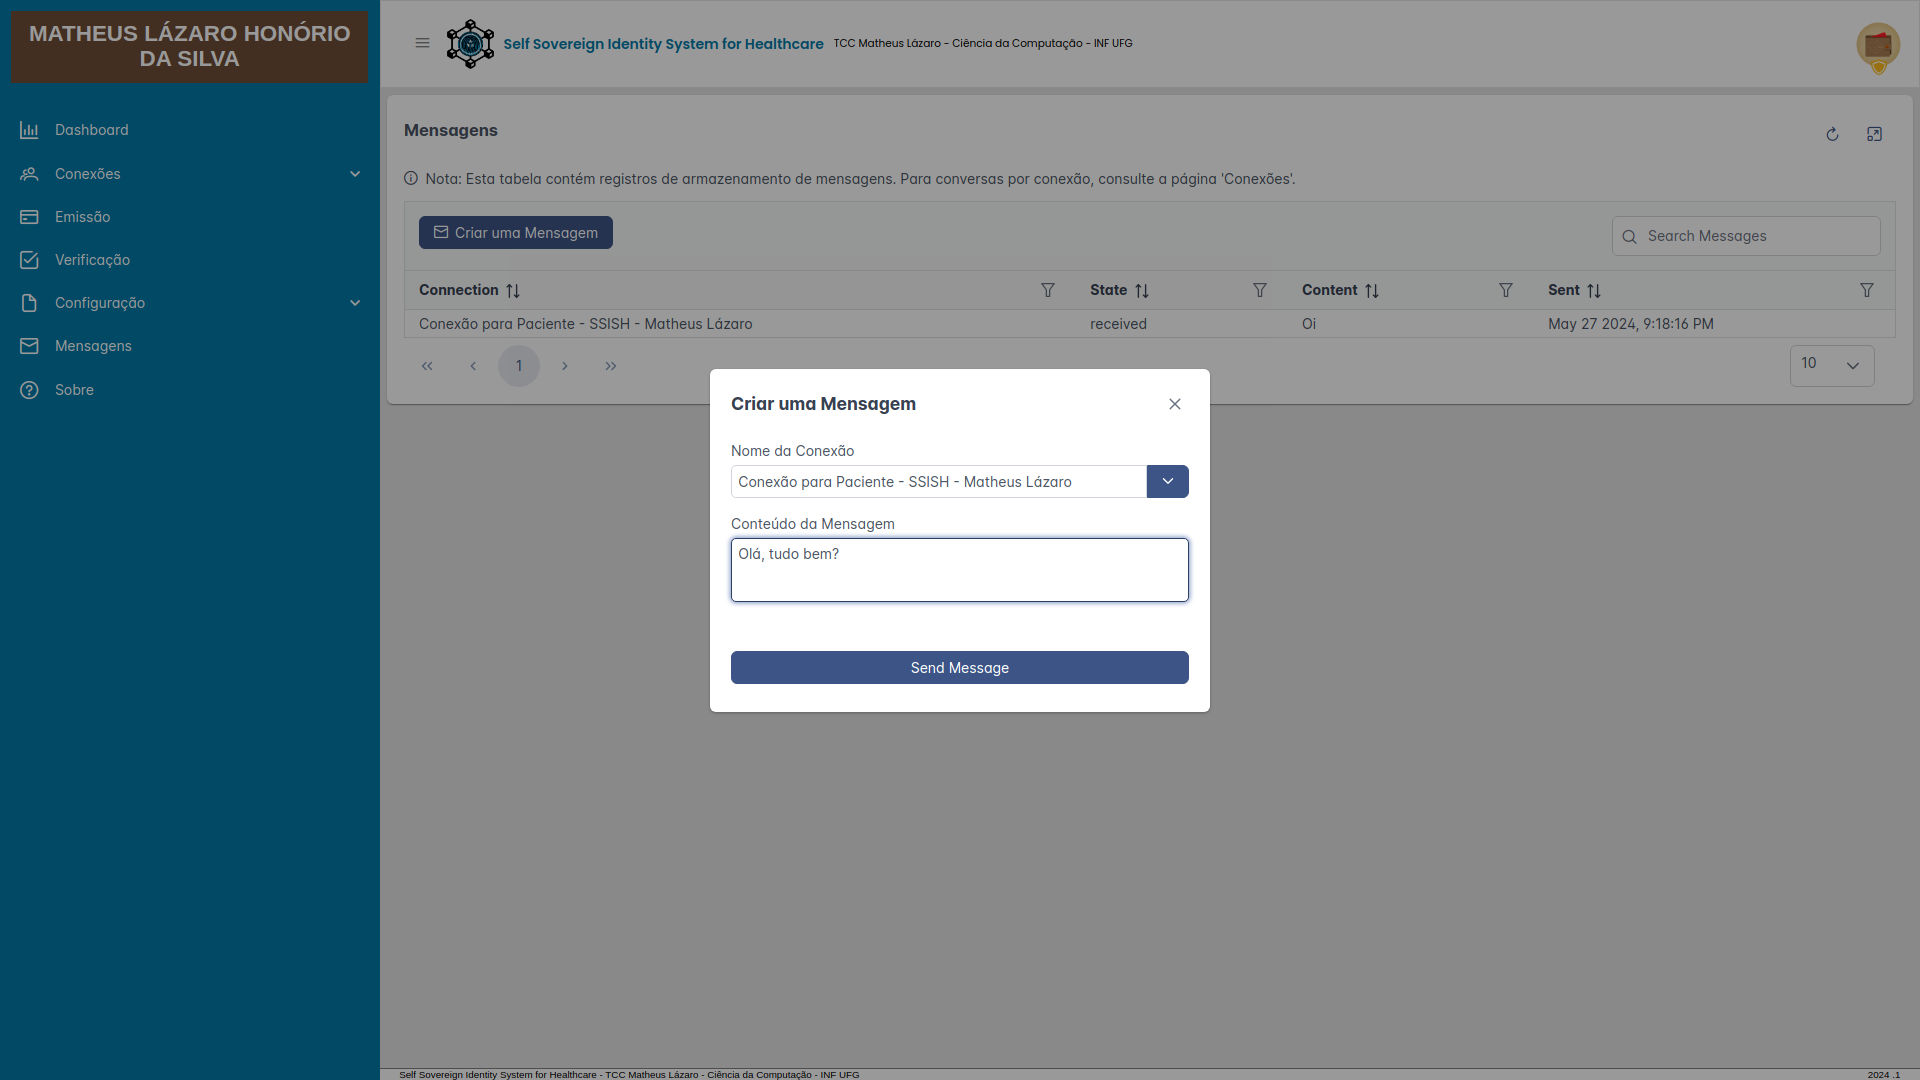 MATHEUS LÁZARO HONÓRIO
DA SILVA
Dashboard
Conexões
Emissão
Verificação
Configuração
Mensagens
Sobre
Self Sovereign Identity System for Healthcare TCC Matheus Lázaro - Ciência da Computação - INF UFG
Mensagens
Nota: Esta tabela contém registros de armazenamento de mensagens. Para conversas por conexão, consulte a página 'Conexões'.
Criar uma Mensagem
Search Messages
Connection State Content Sent
Conexão para Paciente - SSISH - Matheus Lázaro received Oi May 27 2024, 9:18:16 PM
1
10
Criar uma Mensagem
Nome da Conexão
Conexão para Paciente - SSISH - Matheus Lázaro
Conteúdo da Mensagem
Olá, tudo bem?
Send Message
Self Sovereign Identity System for Healthcare - TCC Matheus Lázaro - Ciência da Computação - INF UFG
2024 .1